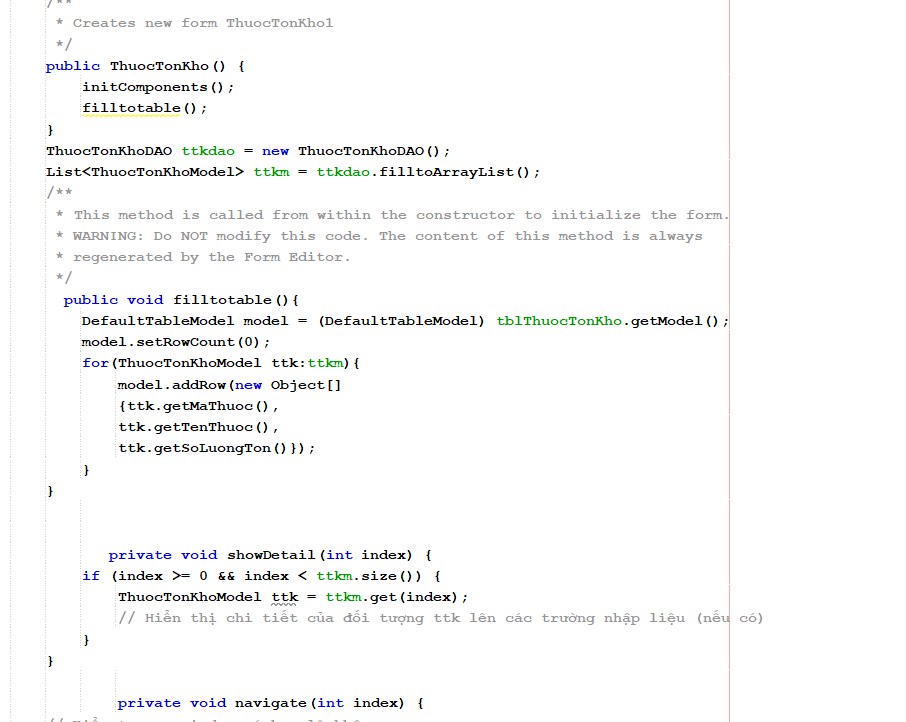 /**
* Creates new form ThuocTonKho1
*/
public ThuocTonKho() {
initComponents();
filltotable();
}
ThuocTonKhoDAO ttkdao = new ThuocTonKhoDAO();
List<ThuocTonKhoModel> ttkm = ttkdao.filltoArrayList();
/**
* This method is called from within the constructor to initialize the form.
* WARNING: Do NOT modify this code. The content of this method is always
* regenerated by the Form Editor.
*/
public void filltotable(){
DefaultTableModel model = (DefaultTableModel) tblThuocTonKho.getModel();
model.setRowCount(0);
for(ThuocTonKhoModel ttk:ttkm){
model.addRow(new Object[]
{ttk.getMaThuoc(),
ttk.getTenThuoc(),
ttk.getSoLuongTon()});
}
}
private void showDetail(int index) {
if (index >= 0 && index < ttkm.size()) {
ThuocTonKhoModel ttk = ttkm.get(index);
// Hiển thị chi tiết của đối tượng ttk lên các trường nhập liệu (nếu có)
}
}
private void navigate(int index) {